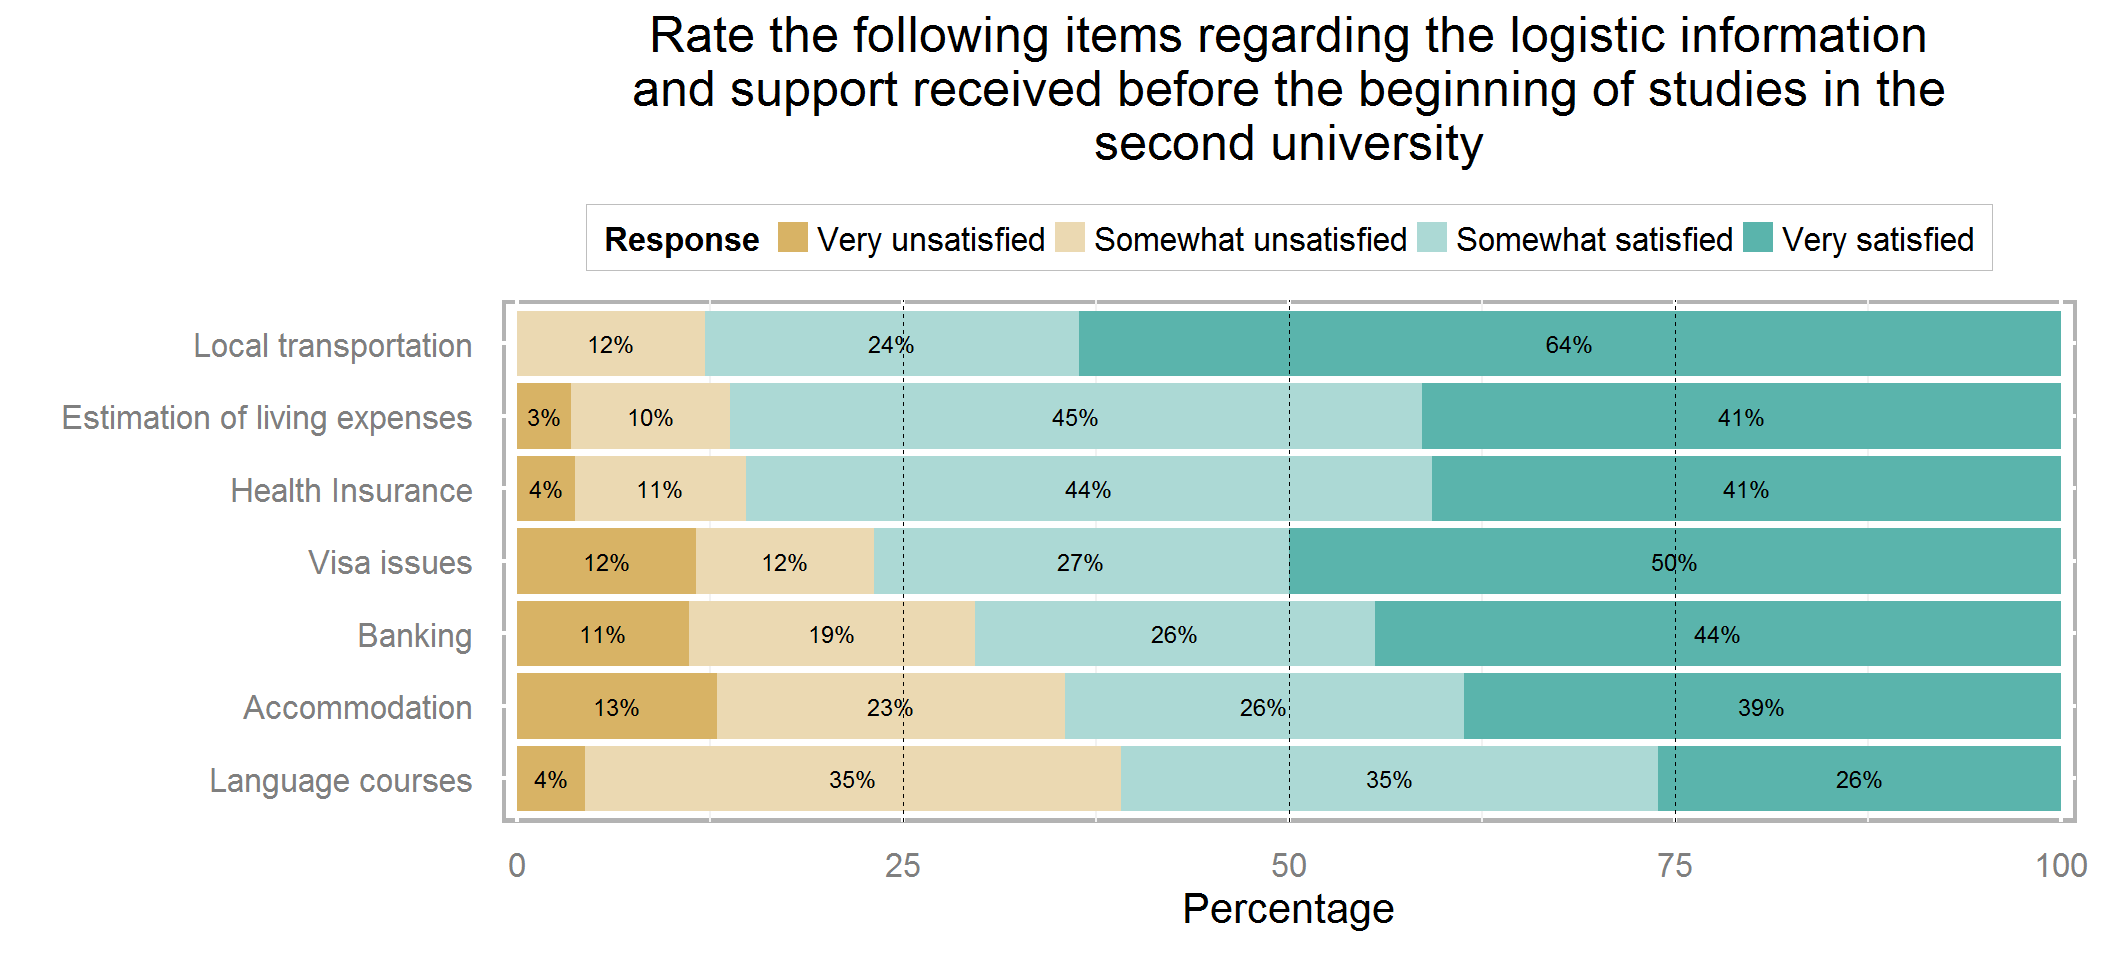 Rate the following items regarding the logistic information
and support received before the beginning of studies in the
second university
Response Very unsatisfied Somewhat unsatisfied Somewhat satisfied Very satisfied
Local transportation 12% 24% 64%
Estimation of living expenses 3% 10% 45% 41%
Health Insurance 4% 11% 44% 41%
Visa issues 12% 12% 27% 50%
Banking 11% 19% 26% 44%
Accommodation 13% 23% 26% 39%
Language courses 4% 35% 35% 26%
0 25 50 75 100
Percentage